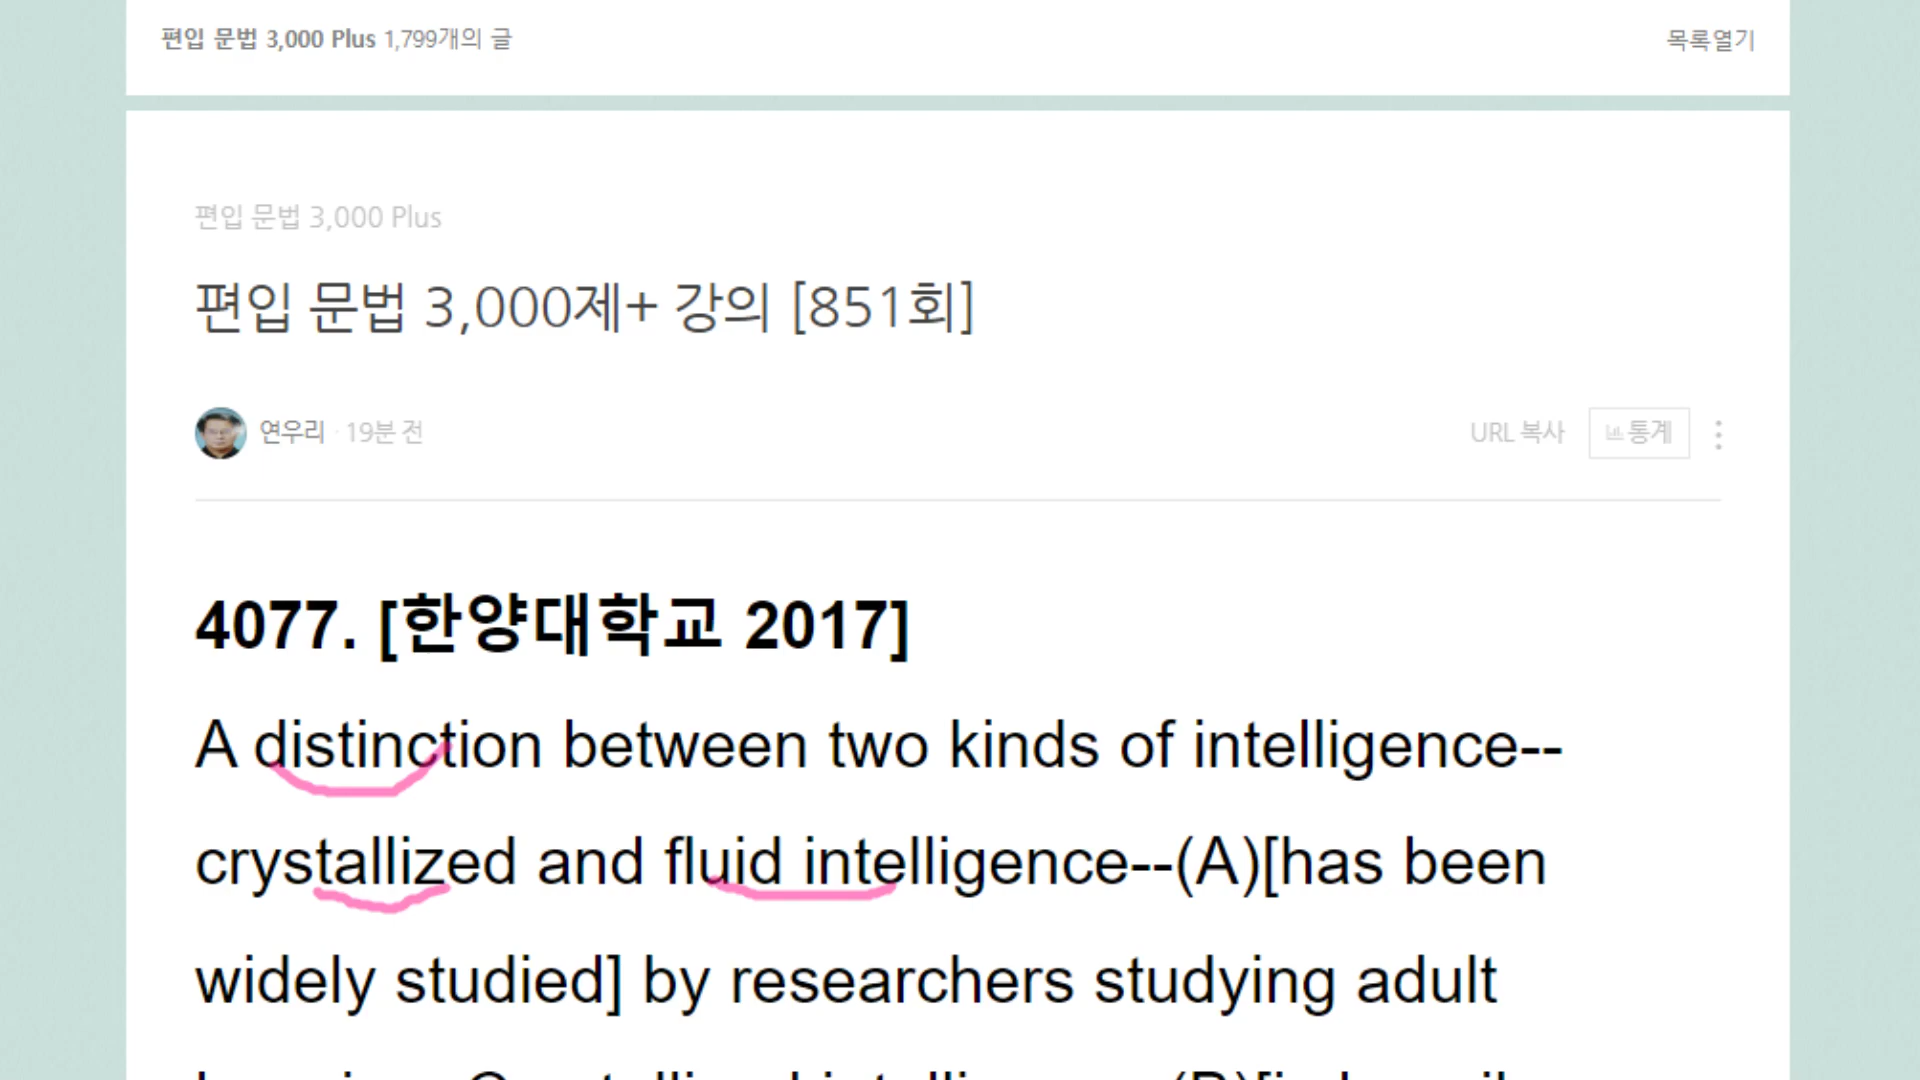 편입 문법 3,000 Plus 1,799개의 글
목록열기
편입 문법 3,000 Plus
편입 문법 3,000제+ 강의 [851회]
연우리 · 19분 전
URL 복사
통계
4077. [한양대학교 2017]
A distinction between two kinds of intelligence--
crystallized and fluid intelligence--(A)[has been
widely studied] by researchers studying adult